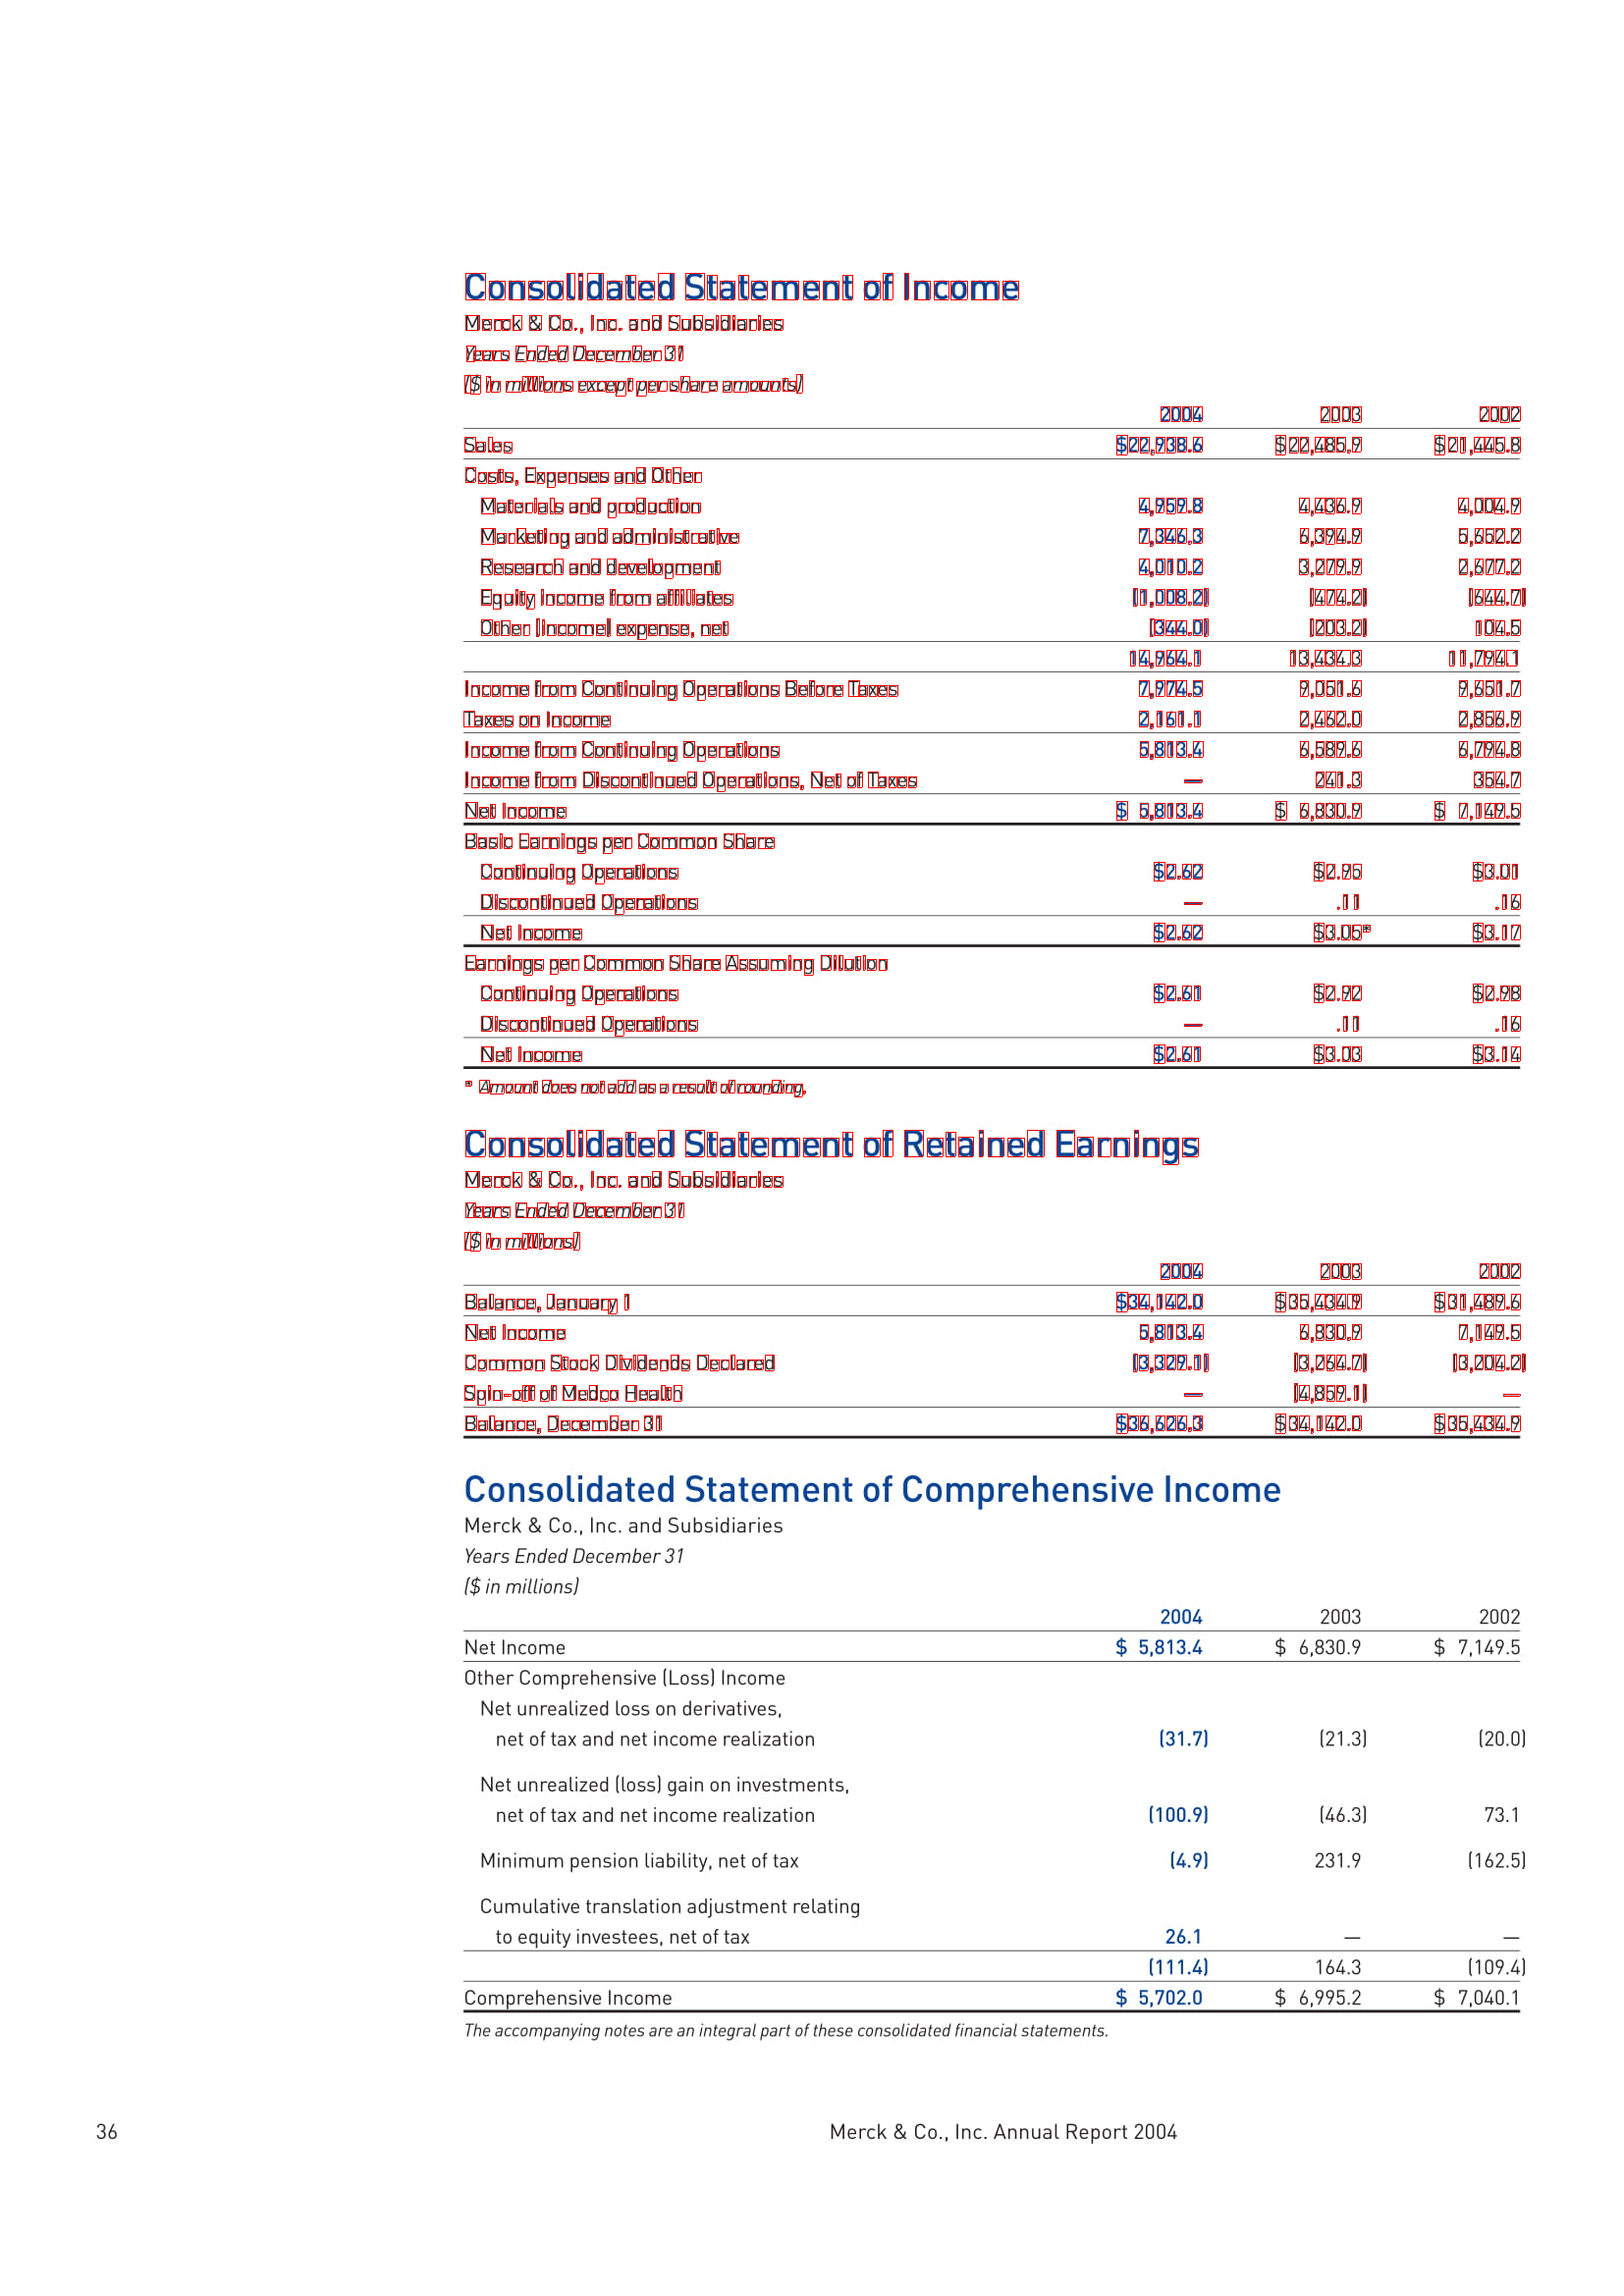 Consolidated Statement of Income
Merck & Co., Inc. and Subsidiaries
Years Ended December 31
($ in millions except per share amounts)
2004 2003 2002
Sales $22,938.6 $22,485.9 $21,445.8
Costs, Expenses and Other
Materials and production 4,959.8 4,436.9 4,004.9
Marketing and administrative 7,346.3 6,394.9 5,652.2
Research and development 4,010.2 3,279.9 2,677.2
Equity income from affiliates (1,008.2) (474.2) (644.7)
Other (income) expense, net (344.0) (203.2) 104.5
14,964.1 13,434.3 11,794.1
Income from Continuing Operations Before Taxes 7,974.5 9,051.6 9,651.7
Taxes on Income 2,161.1 2,462.0 2,856.9
Income from Continuing Operations 5,813.4 6,589.6 6,794.8
Income from Discontinued Operations, Net of Taxes — 241.3 354.7
Net Income $ 5,813.4 $ 6,830.9 $ 7,149.5
Basic Earnings per Common Share
Continuing Operations $2.62 $2.95 $3.01
Discontinued Operations — .11 .16
Net Income $2.62 $3.05* $3.17
Earnings per Common Share Assuming Dilution
Continuing Operations $2.61 $2.92 $2.98
Discontinued Operations — .11 .16
Net Income $2.61 $3.03 $3.14
* Amount does not add as a result of rounding.
Consolidated Statement of Retained Earnings
Merck & Co., Inc. and Subsidiaries
Years Ended December 31
($ in millions)
2004 2003 2002
Balance, January 1 $34,142.0 $35,434.9 $31,489.6
Net Income 5,813.4 6,830.9 7,149.5
Common Stock Dividends Declared (3,329.1) (3,264.7) (3,204.2)
Spin-off of Medco Health — (4,859.1) —
Balance, December 31 $36,626.3 $34,142.0 $35,434.9
Consolidated Statement of Comprehensive Income
Merck & Co., Inc. and Subsidiaries
Years Ended December 31
($ in millions)
2004 2003 2002
Net Income $ 5,813.4 $ 6,830.9 $ 7,149.5
Other Comprehensive (Loss) Income
Net unrealized loss on derivatives,
net of tax and net income realization (31.7) (21.3) (20.0)
Net unrealized (loss) gain on investments,
net of tax and net income realization (100.9) (46.3) 73.1
Minimum pension liability, net of tax (4.9) 231.9 (162.5)
Cumulative translation adjustment relating
to equity investees, net of tax 26.1 — —
(111.4) 164.3 (109.4)
Comprehensive Income $ 5,702.0 $ 6,995.2 $ 7,040.1
The accompanying notes are an integral part of these consolidated financial statements.
36 Merck & Co., Inc. Annual Report 2004